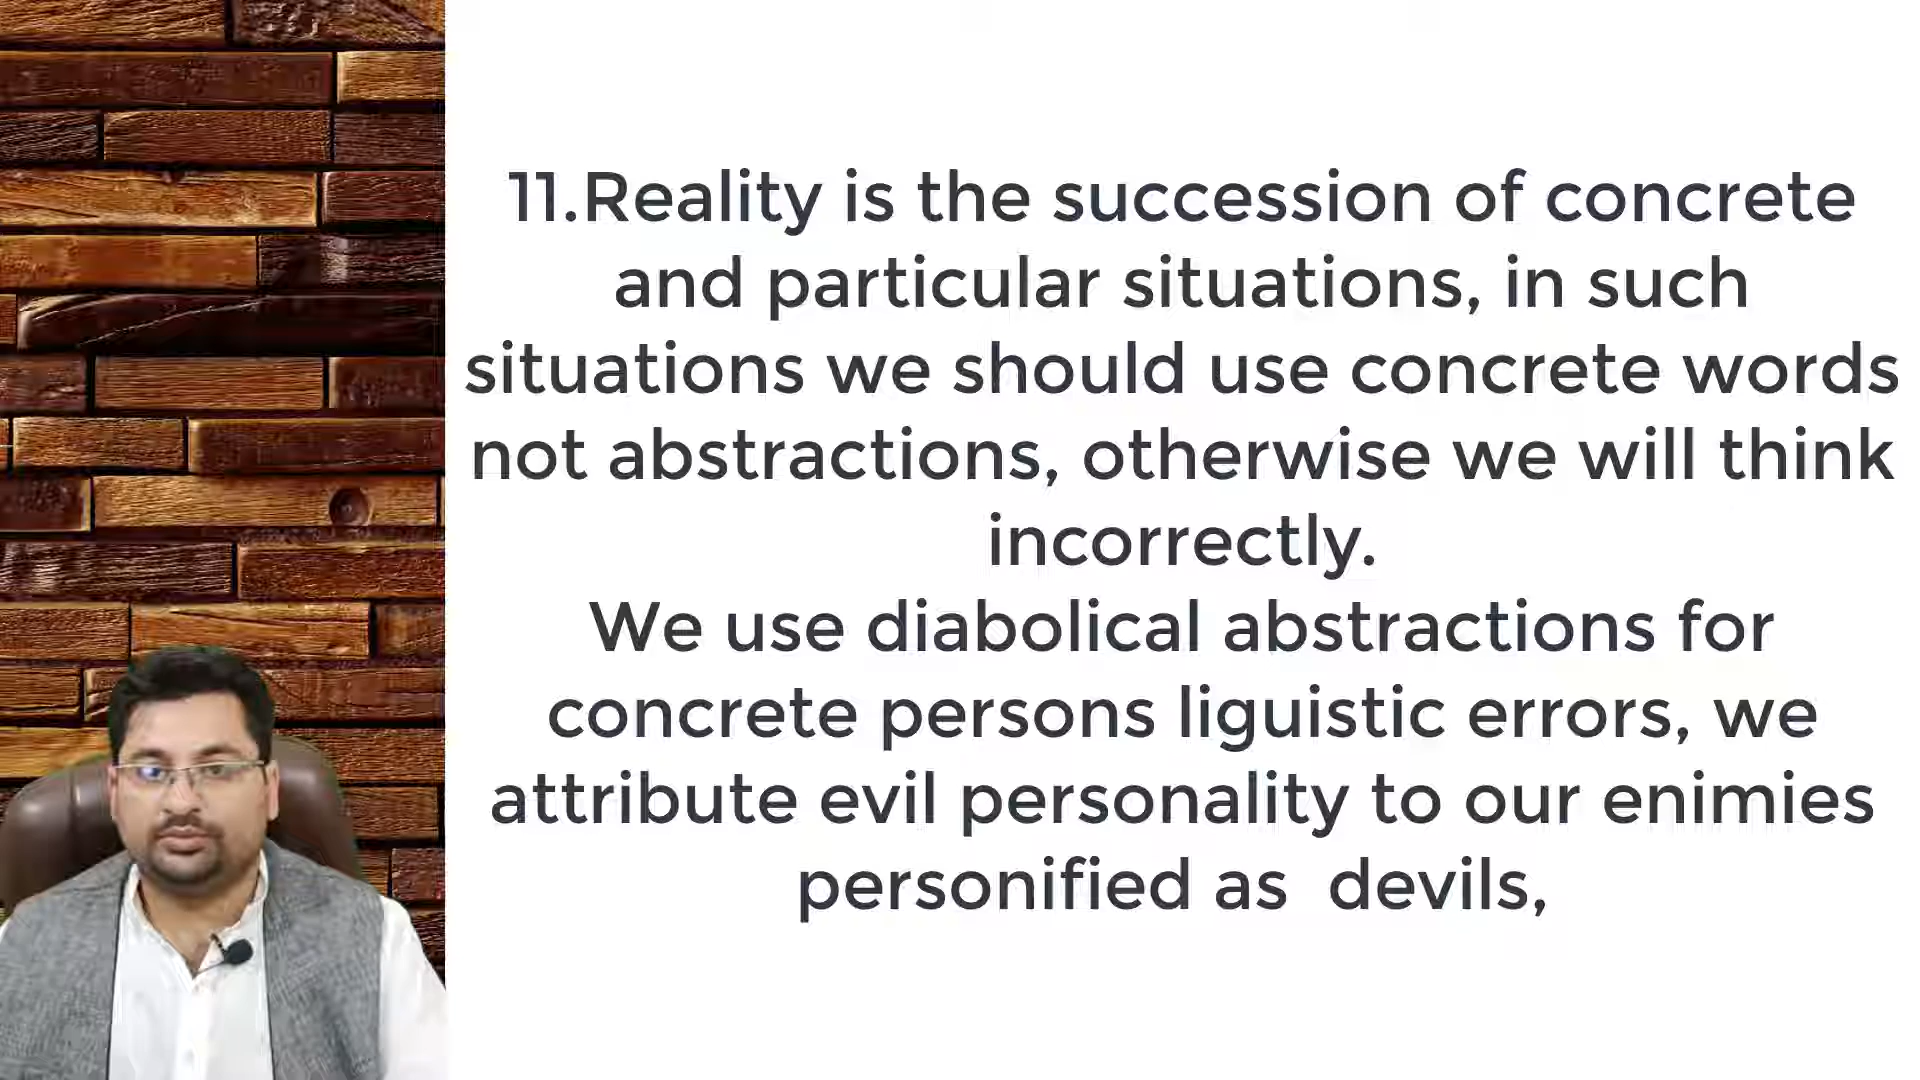 11.Reality is the succession of concrete
and particular situations, in such
situations we should use concrete words
not abstractions, otherwise we will think
incorrectly.
We use diabolical abstractions for
concrete persons liguistic errors, we
attribute evil personality to our enimies
personified as  devils,